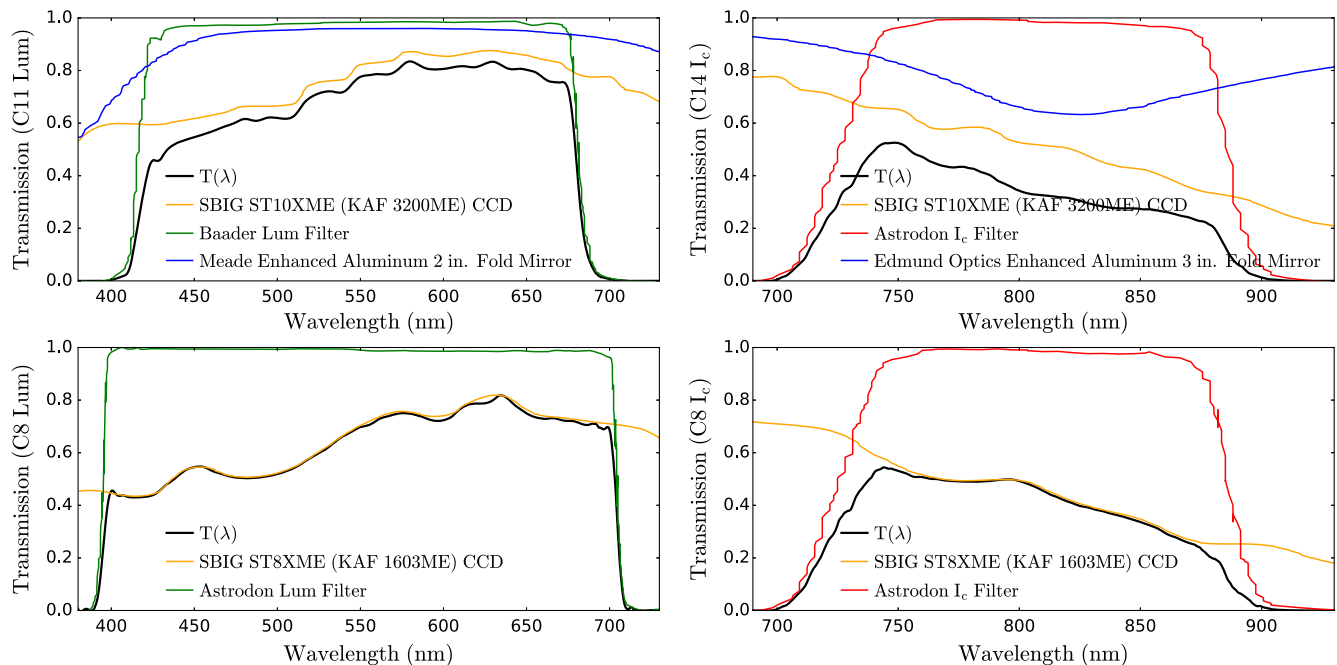 Transmission (C11 Lum)
1.0
0.8
0.6
0.4
0.2
0.0
T(λ)
SBIG ST10XME (KAF 3200ME) CCD
Baader Lum Filter
Meade Enhanced Aluminum 2 in. Fold Mirror
400 450 500 550 600 650 700
Wavelength (nm)
Transmission (C14 I_c)
1.0
0.8
0.6
0.4
0.2
0.0
T(λ)
SBIG ST10XME (KAF 3200ME) CCD
Astrodon I_c Filter
Edmund Optics Enhanced Aluminum 3 in. Fold Mirror
700 750 800 850 900
Wavelength (nm)
Transmission (C8 Lum)
1.0
0.8
0.6
0.4
0.2
0.0
T(λ)
SBIG ST8XME (KAF 1603ME) CCD
Astrodon Lum Filter
400 450 500 550 600 650 700
Wavelength (nm)
Transmission (C8 I_c)
1.0
0.8
0.6
0.4
0.2
0.0
T(λ)
SBIG ST8XME (KAF 1603ME) CCD
Astrodon I_c Filter
700 750 800 850 900
Wavelength (nm)